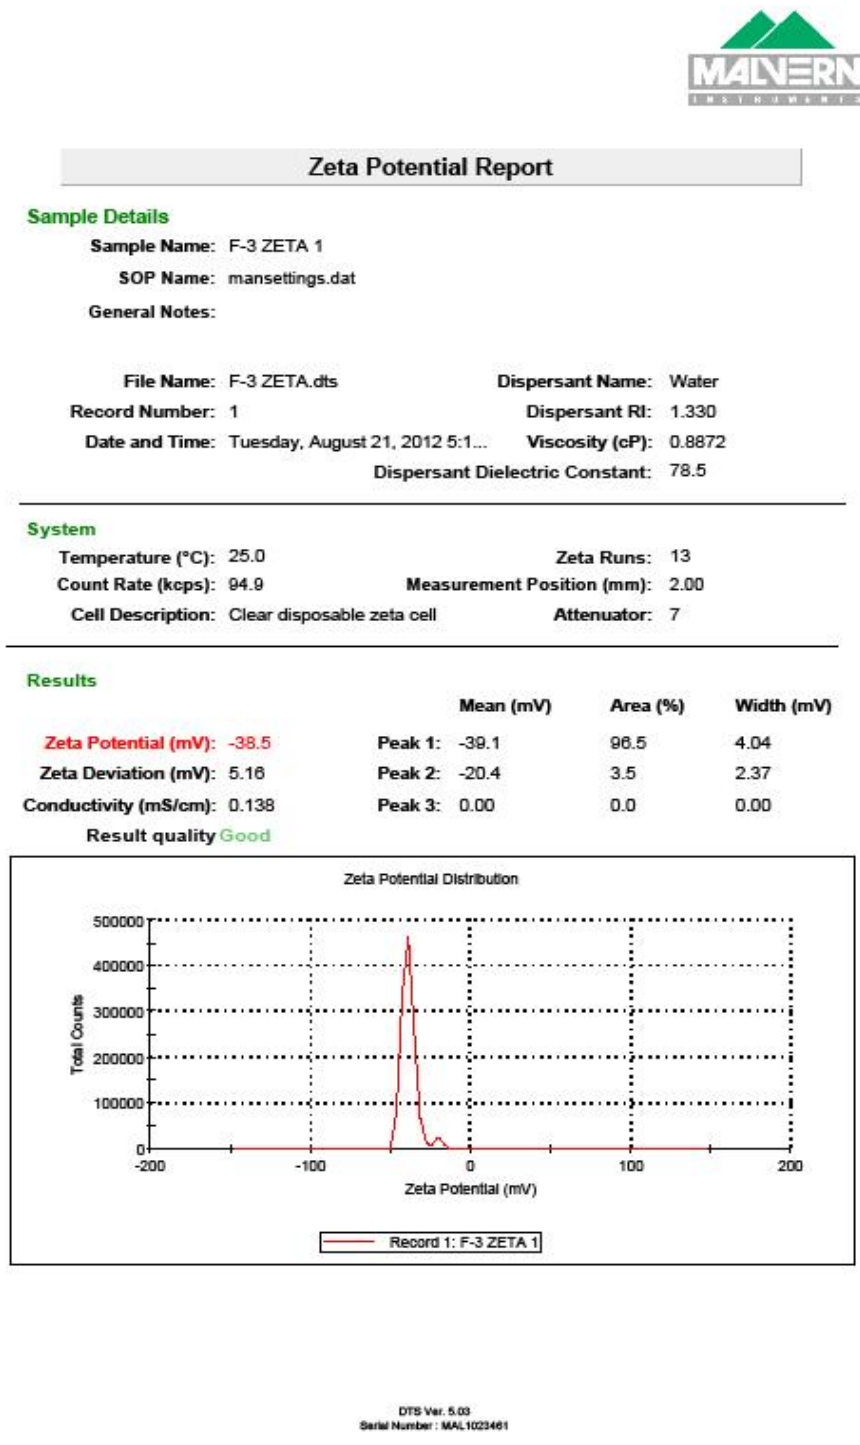 MALVERN
INSTRUMENTS
Zeta Potential Report
Sample Details
Sample Name: F-3 ZETA 1
SOP Name: mansettings.dat
General Notes:
File Name: F-3 ZETA.dts Dispersant Name: Water
Record Number: 1 Dispersant RI: 1.330
Date and Time: Tuesday, August 21, 2012 5:1... Viscosity (cP): 0.8872
Dispersant Dielectric Constant: 78.5
System
Temperature (°C): 25.0 Zeta Runs: 13
Count Rate (kcps): 94.9 Measurement Position (mm): 2.00
Cell Description: Clear disposable zeta cell Attenuator: 7
Results
Mean (mV) Area (%) Width (mV)
Zeta Potential (mV): -38.5 Peak 1: -39.1 96.5 4.04
Zeta Deviation (mV): 5.16 Peak 2: -20.4 3.5 2.37
Conductivity (mS/cm): 0.138 Peak 3: 0.00 0.0 0.00
Result quality Good
Zeta Potential Distribution
500000
400000
300000
200000
100000
0
Total Counts
-200 -100 0 100 200
Zeta Potential (mV)
Record 1: F-3 ZETA 1
DTS Ver. 5.03
Serial Number : MAL1023461